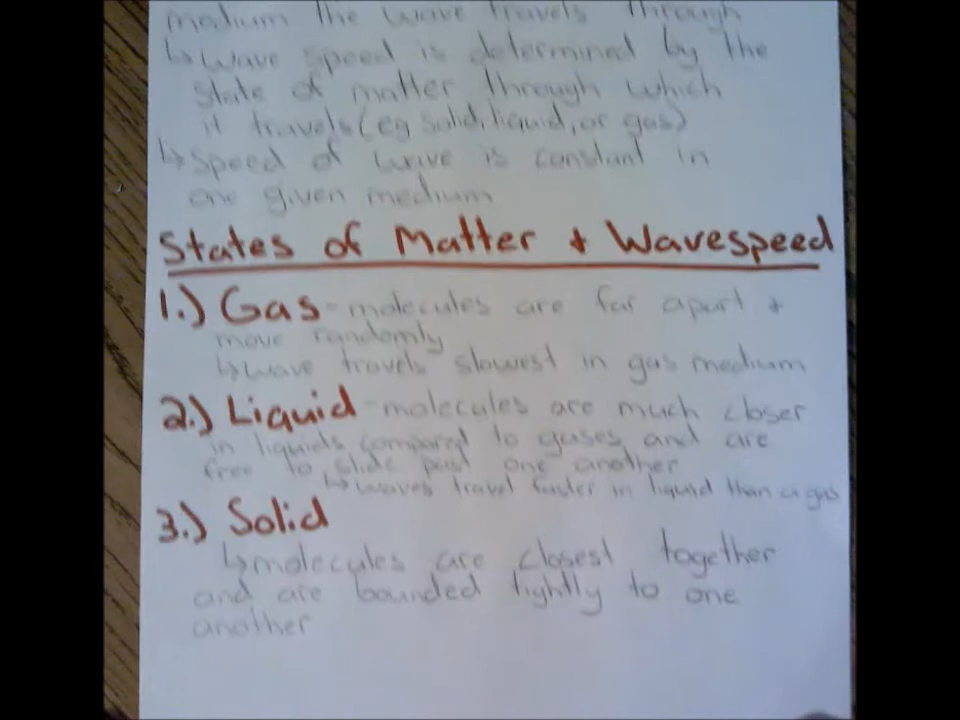 medium the wave travels through
↳ wave speed is determined by the
state of matter through which
it travels (eg solid, liquid, or gas)
↳ speed of wave is constant in
one given medium
States of Matter + Wavespeed
1.) Gas - molecules are far apart +
move randomly
↳ wave travels slowest in gas medium
2.) Liquid - molecules are much closer
in liquids compared to gases and are
free to slide past one another
↳ waves travel faster in liquid than a gas
3.) Solid
↳ molecules are closest together
and are bounded tightly to one
another